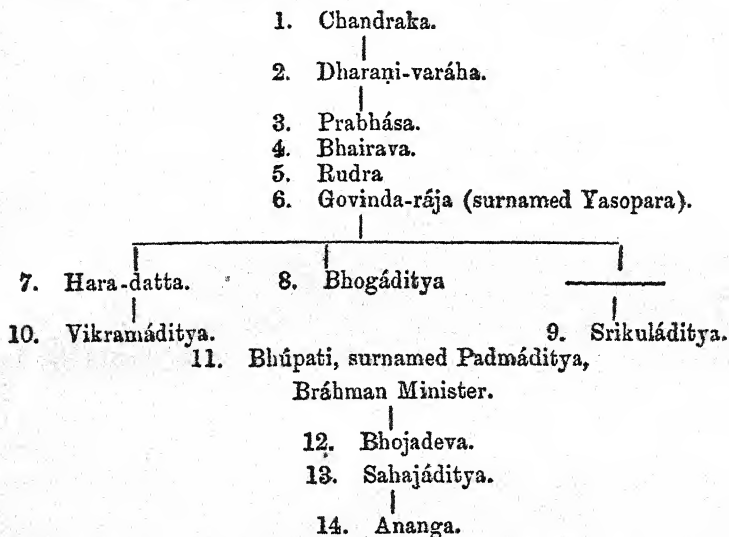 1. Chandraka.
2. Dharaṇi-varáha.
3. Prabhása.
4. Bhairava.
5. Rudra
6. Govinda-rája (surnamed Yasopara).
7. Hara-datta. 8. Bhogáditya
10. Vikramáditya. 9. Srikuláditya.
11. Bhúpati, surnamed Padmáditya,
Bráhman Minister.
12. Bhojadeva.
13. Sahajáditya.
14. Ananga.